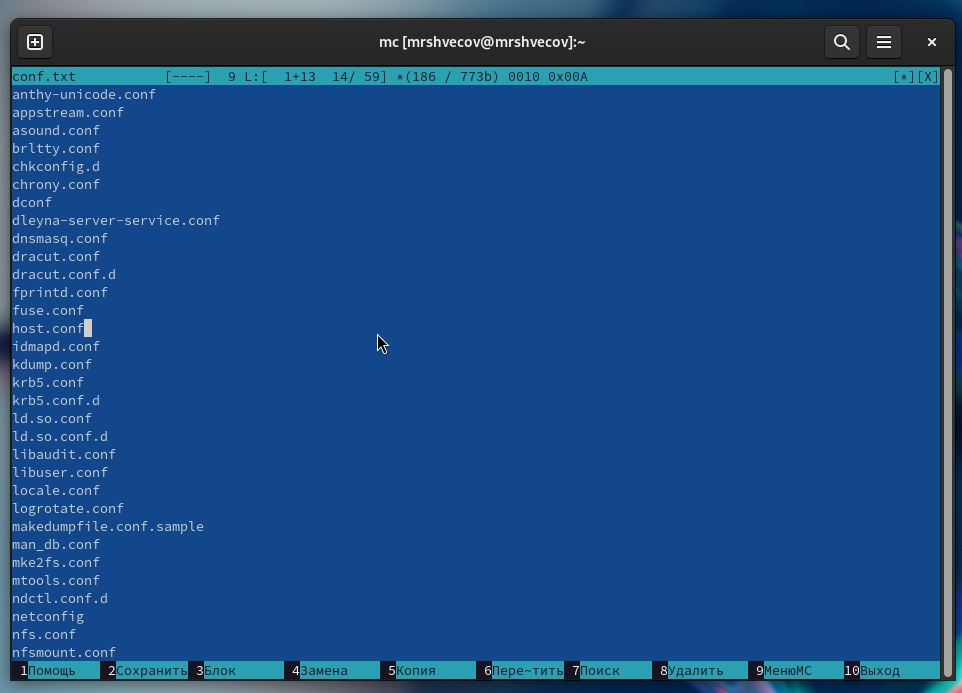 mc [mrshvecov@mrshvecov]:~
conf.txt [----] 9 L:[ 1+13 14/ 59] *(186 / 773b) 0010 0x00A [*][X]
anthy-unicode.conf
appstream.conf
asound.conf
brltty.conf
chkconfig.d
chrony.conf
dconf
dleyna-server-service.conf
dnsmasq.conf
dracut.conf
dracut.conf.d
fprintd.conf
fuse.conf
host.conf
idmapd.conf
kdump.conf
krb5.conf
krb5.conf.d
ld.so.conf
ld.so.conf.d
libaudit.conf
libuser.conf
locale.conf
logrotate.conf
makedumpfile.conf.sample
man_db.conf
mke2fs.conf
mtools.conf
ndctl.conf.d
netconfig
nfs.conf
nfsmount.conf
1Помощь 2Сохранить 3Блок 4Замена 5Копия 6Пере~тить 7Поиск 8Удалить 9МенюMC 10Выход